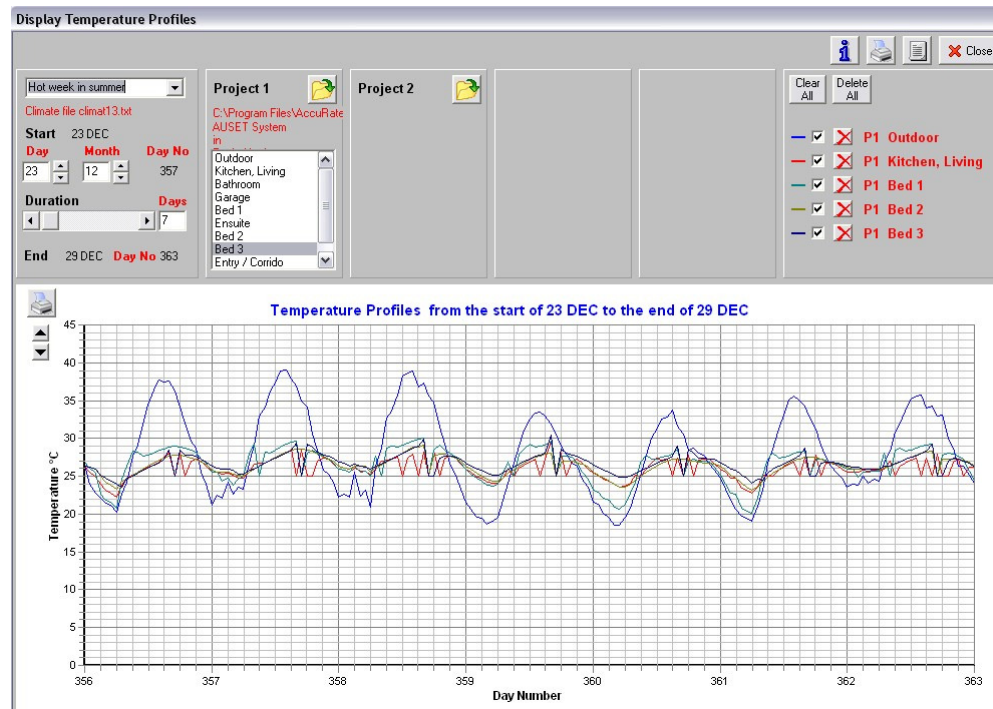 Display Temperature Profiles
Close
Hot week in summer
Climate file climat13.txt
Start 23 DEC
Day Month Day No
23 12 357
Duration Days
7
End 29 DEC Day No 363
Project 1
C:\Program Files\AccuRate
AUSET System
in
Outdoor
Kitchen, Living
Bathroom
Garage
Bed 1
Ensuite
Bed 2
Bed 3
Entry / Corrido
Project 2
Clear All
Delete All
P1 Outdoor
P1 Kitchen, Living
P1 Bed 1
P1 Bed 2
P1 Bed 3
Temperature Profiles from the start of 23 DEC to the end of 29 DEC
Temperature °C
45
40
35
30
25
20
15
10
5
0
356 357 358 359 360 361 362 363
Day Number